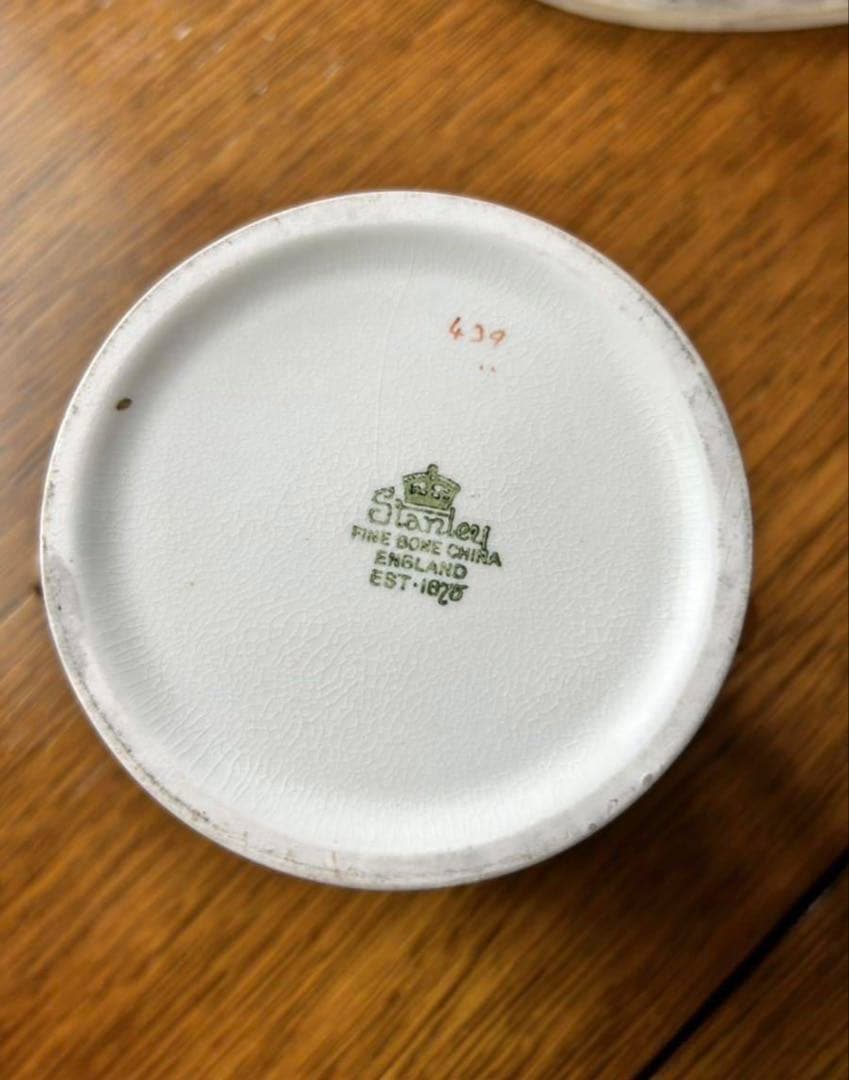 439
Stanley
FINE BONE CHINA
ENGLAND
EST·1875